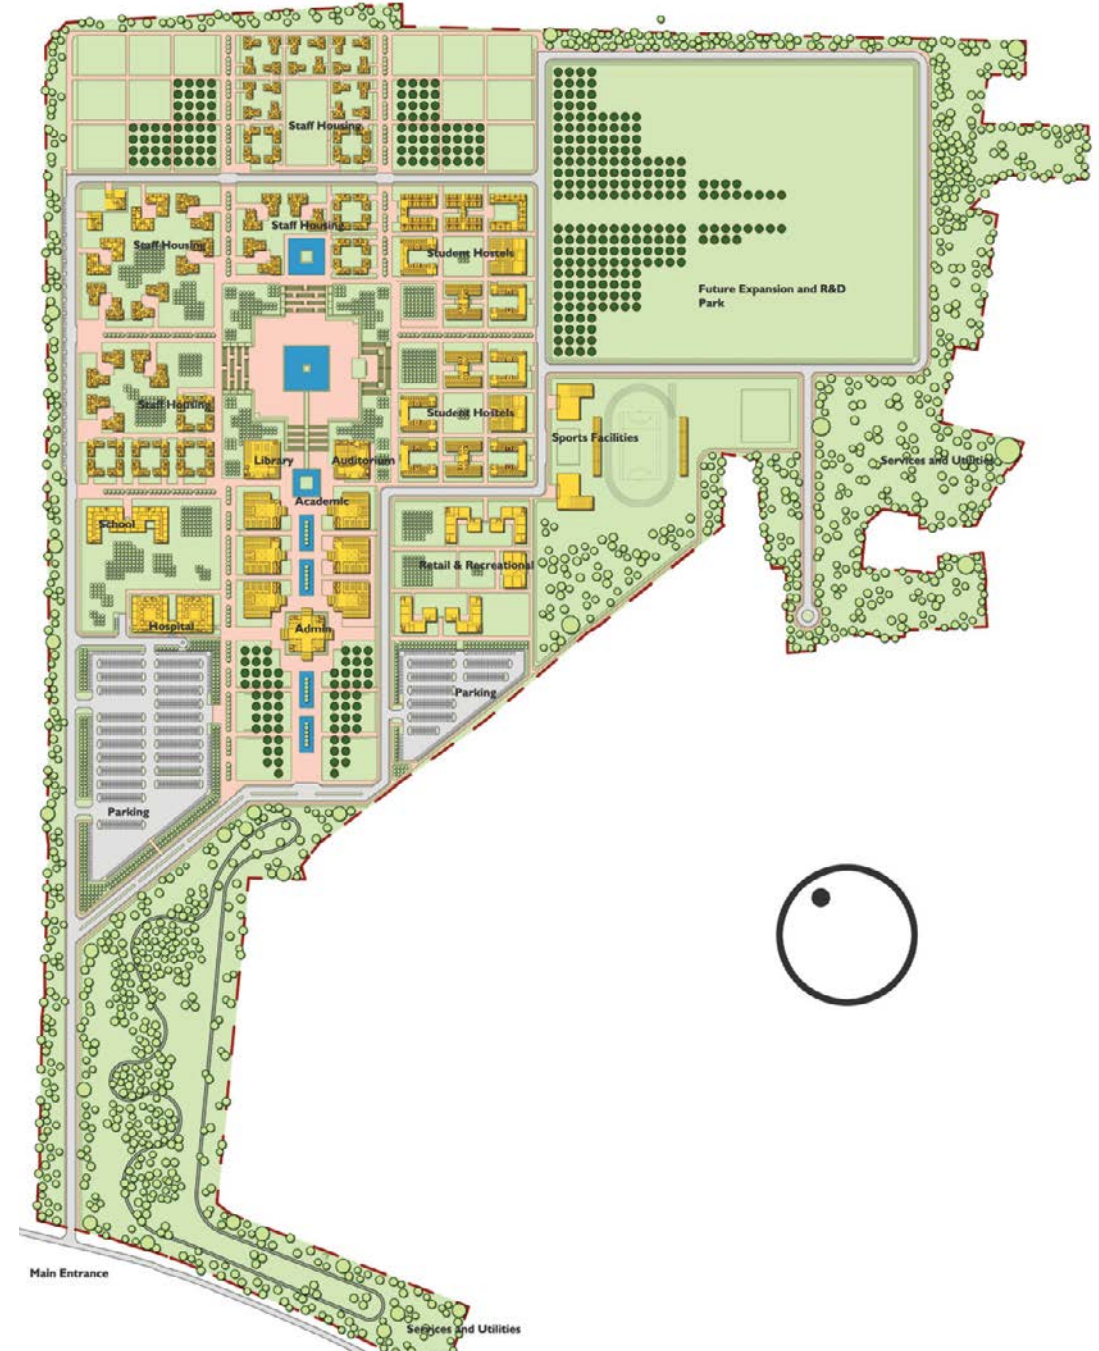 Staff Housing
Staff Housing
Staff Housing
Student Hostels
Future Expansion and R&D
Park
Staff Housing
Student Hostels
Sports Facilities
Library
Auditorium
Services and Utilities
Academic
School
Retail & Recreational
Hospital
Admin
Parking
Parking
Main Entrance
Services and Utilities